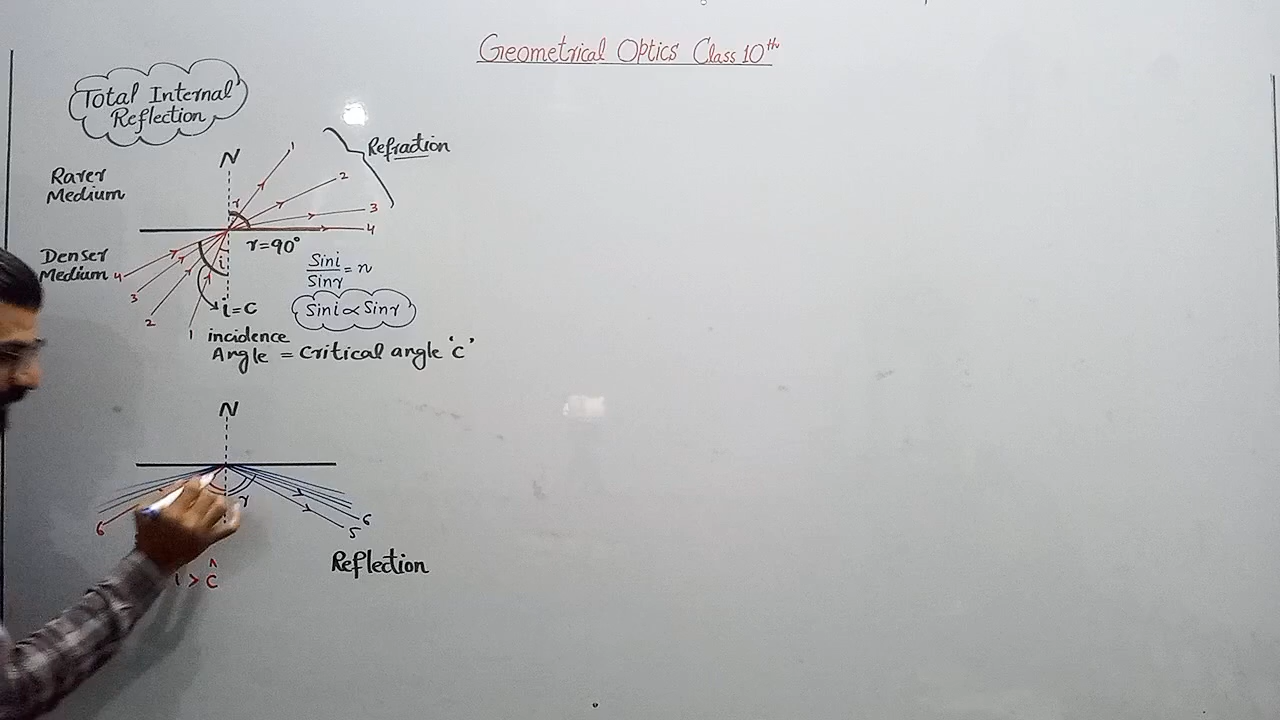 Geometrical Optics Class 10th
Total Internal
Reflection
N
1
Refraction
Rarer
Medium
2
r
3
4
r=90°
Denser
Medium
i
Sini/Sinr = n
4
3
2
1
i=c
Sini ∝ Sinr
incidence
Angle = Critical angle 'c'
N
r
6
6
5
Reflection
i > c